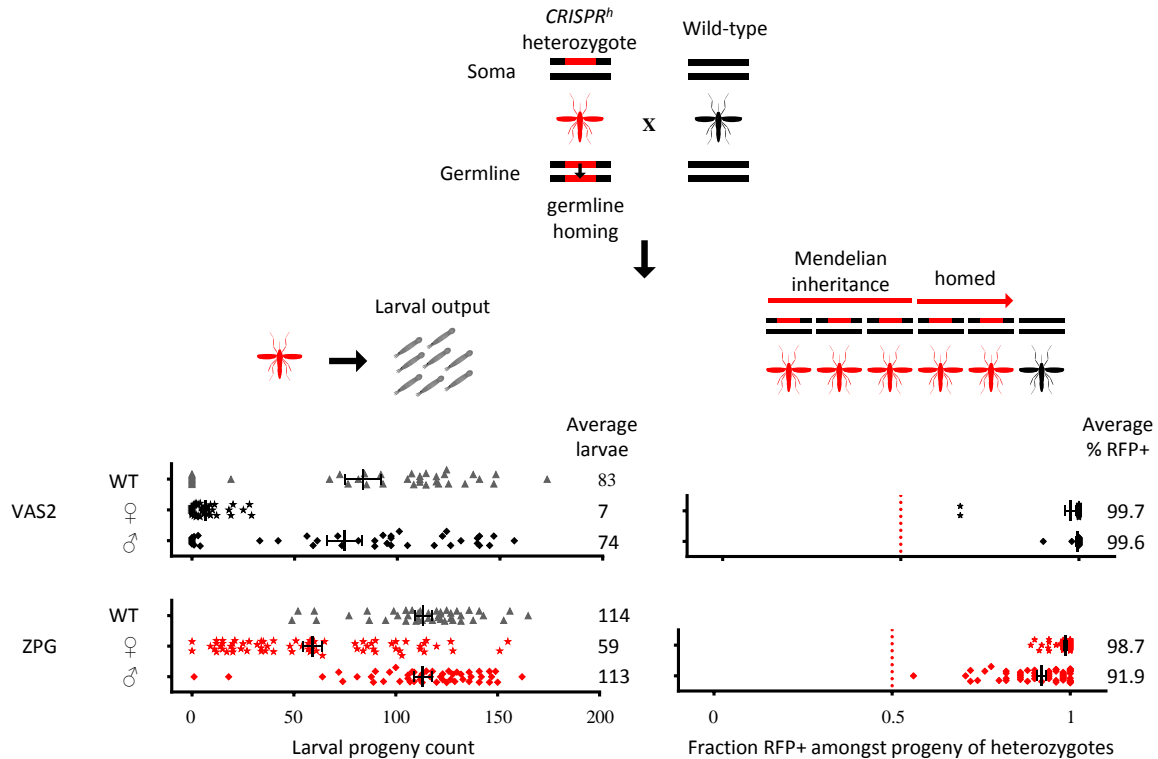 CRISPRʰ
heterozygote
Wild-type
Soma
X
Germline
germline
homing
Mendelian
inheritance
homed
Larval output
Average
larvae
Average
% RFP+
VAS2
WT 83
♀ 7 99.7
♂ 74 99.6
ZPG
WT 114
♀ 59 98.7
♂ 113 91.9
0 50 100 150 200
Larval progeny count
0 0.5 1
Fraction RFP+ amongst progeny of heterozygotes